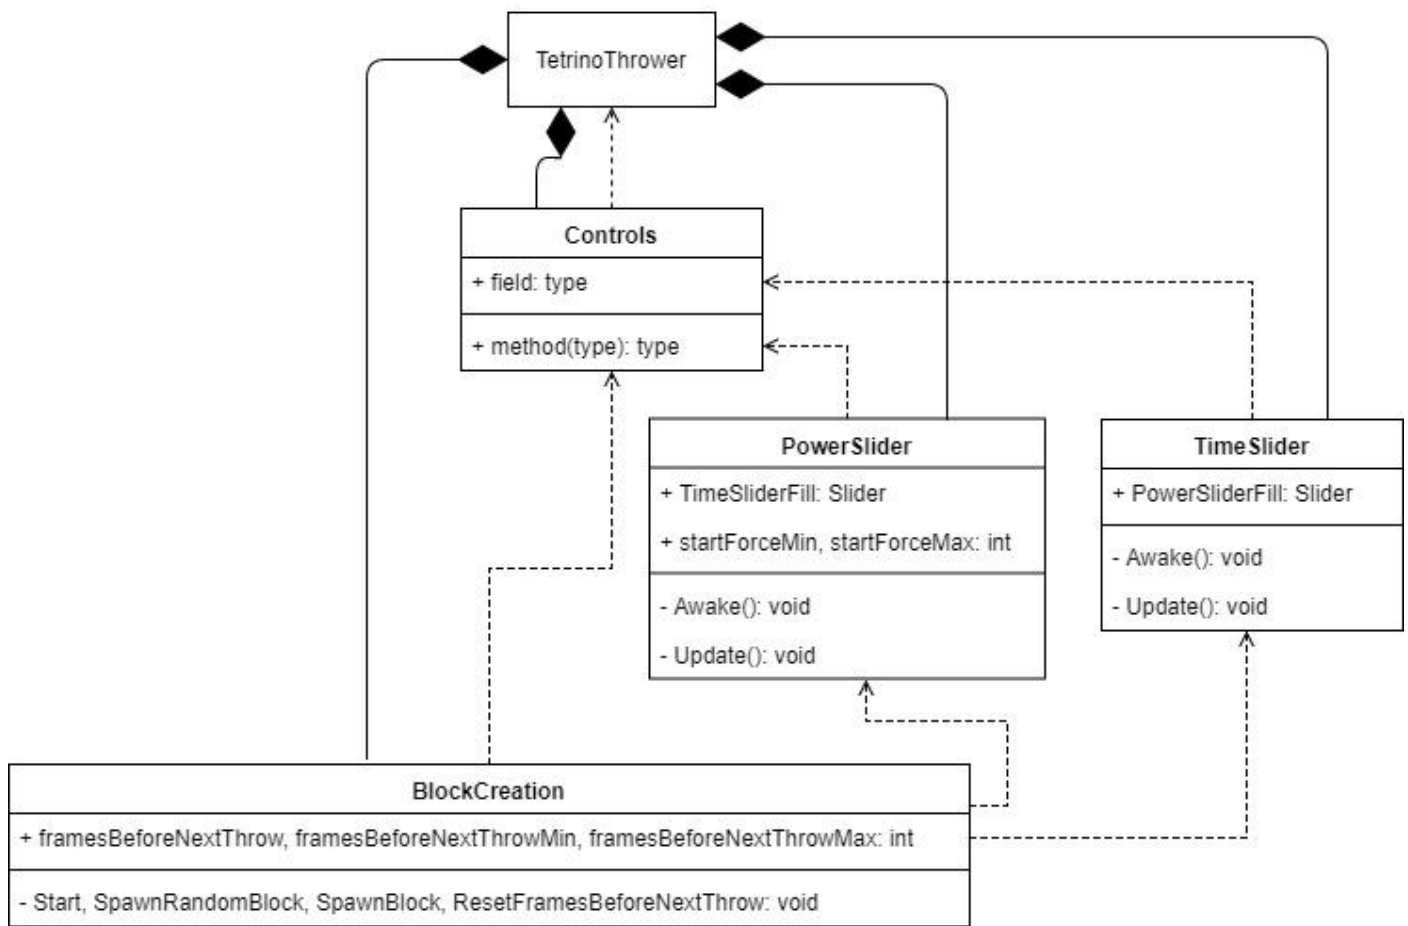 TetrinoThrower
Controls
+ field: type
+ method(type): type
PowerSlider
+ TimeSliderFill: Slider
+ startForceMin, startForceMax: int
- Awake(): void
- Update(): void
TimeSlider
+ PowerSliderFill: Slider
- Awake(): void
- Update(): void
BlockCreation
+ framesBeforeNextThrow, framesBeforeNextThrowMin, framesBeforeNextThrowMax: int
- Start, SpawnRandomBlock, SpawnBlock, ResetFramesBeforeNextThrow: void